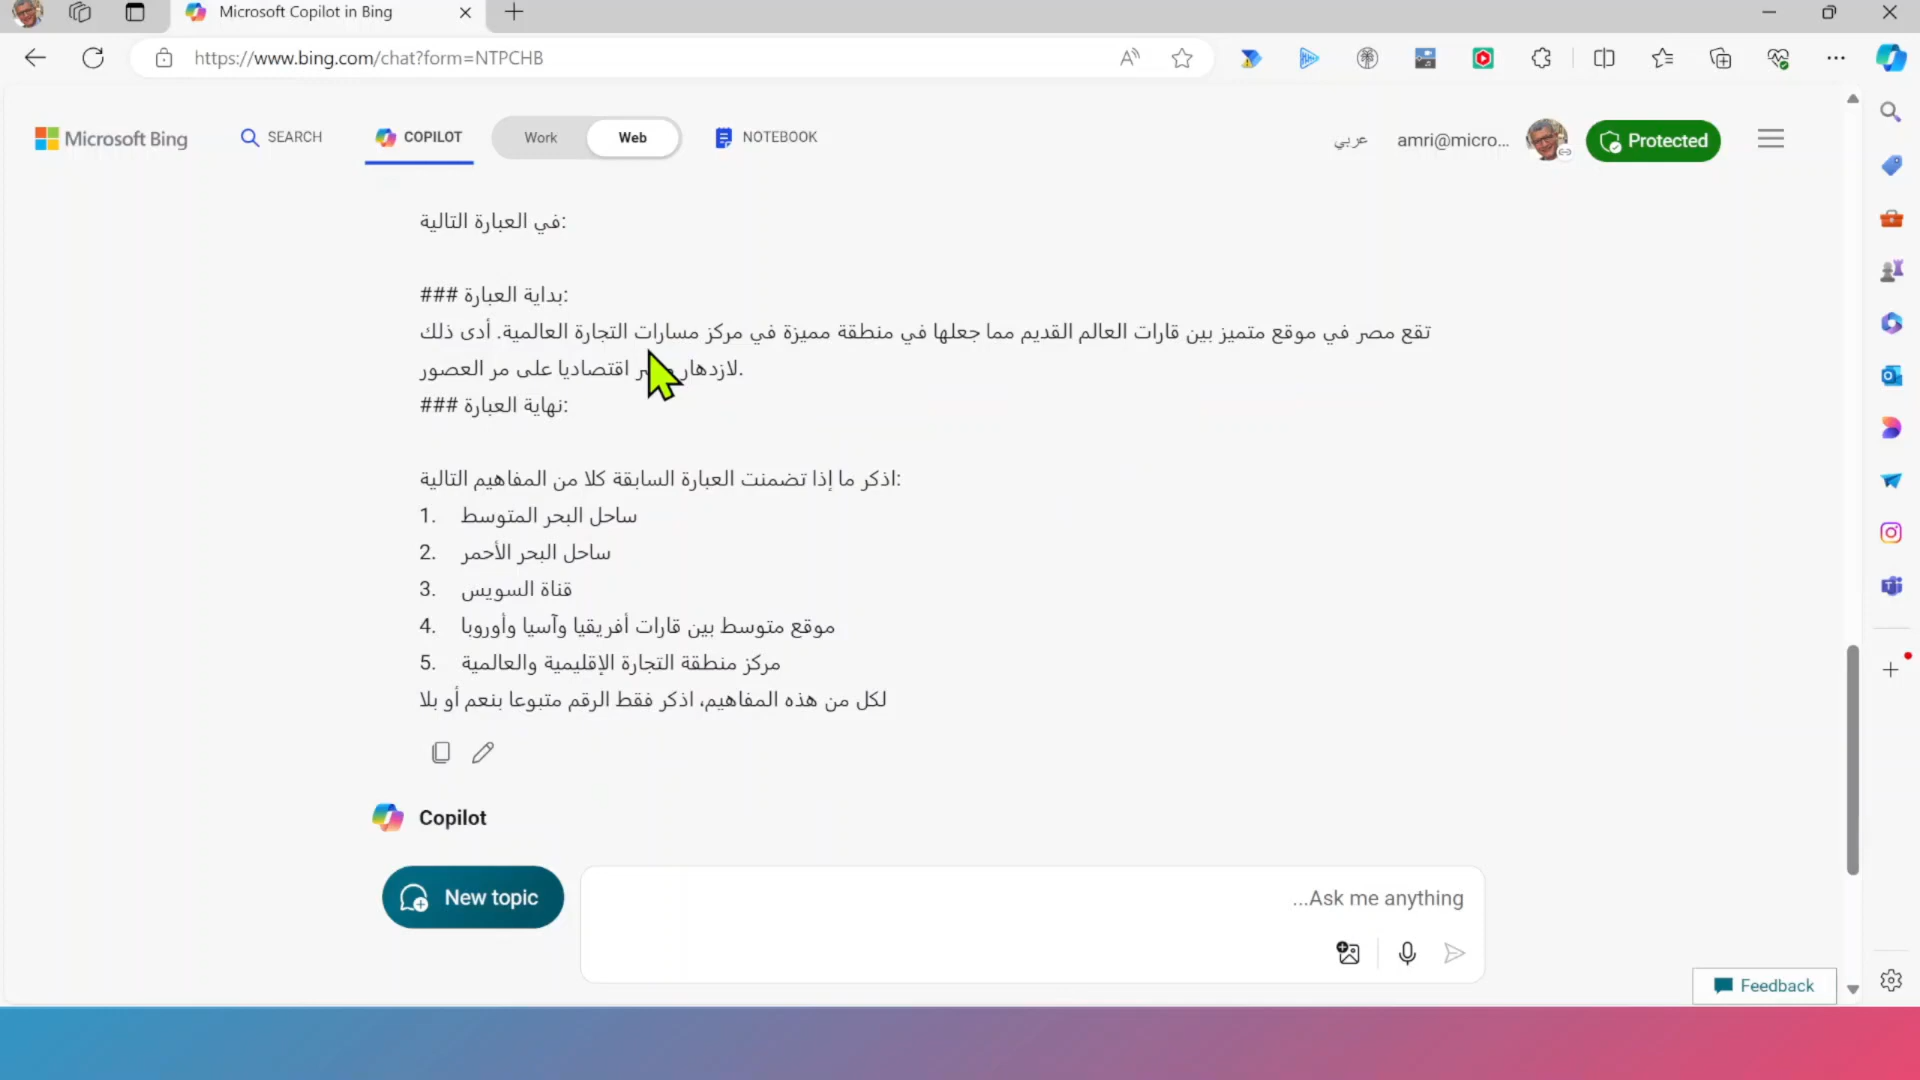 Microsoft Copilot in Bing
https://www.bing.com/chat?form=NTPCHB
Microsoft Bing
SEARCH
COPILOT
Work
Web
NOTEBOOK
عربي
amri@micro...
Protected
في العبارة التالية:
### بداية العبارة:
تقع مصر في موقع متميز بين قارات العالم القديم مما جعلها في منطقة مميزة في مركز مسارات التجارة العالمية. أدى ذلك
لازدهار اقتصاديا على مر العصور.
### نهاية العبارة:
اذكر ما إذا تضمنت العبارة السابقة كلا من المفاهيم التالية:
1. ساحل البحر المتوسط
2. ساحل البحر الأحمر
3. قناة السويس
4. موقع متوسط بين قارات أفريقيا وآسيا وأوروبا
5. مركز منطقة التجارة الإقليمية والعالمية
لكل من هذه المفاهيم، اذكر فقط الرقم متبوعا بنعم أو بلا
Copilot
New topic
...Ask me anything
Feedback